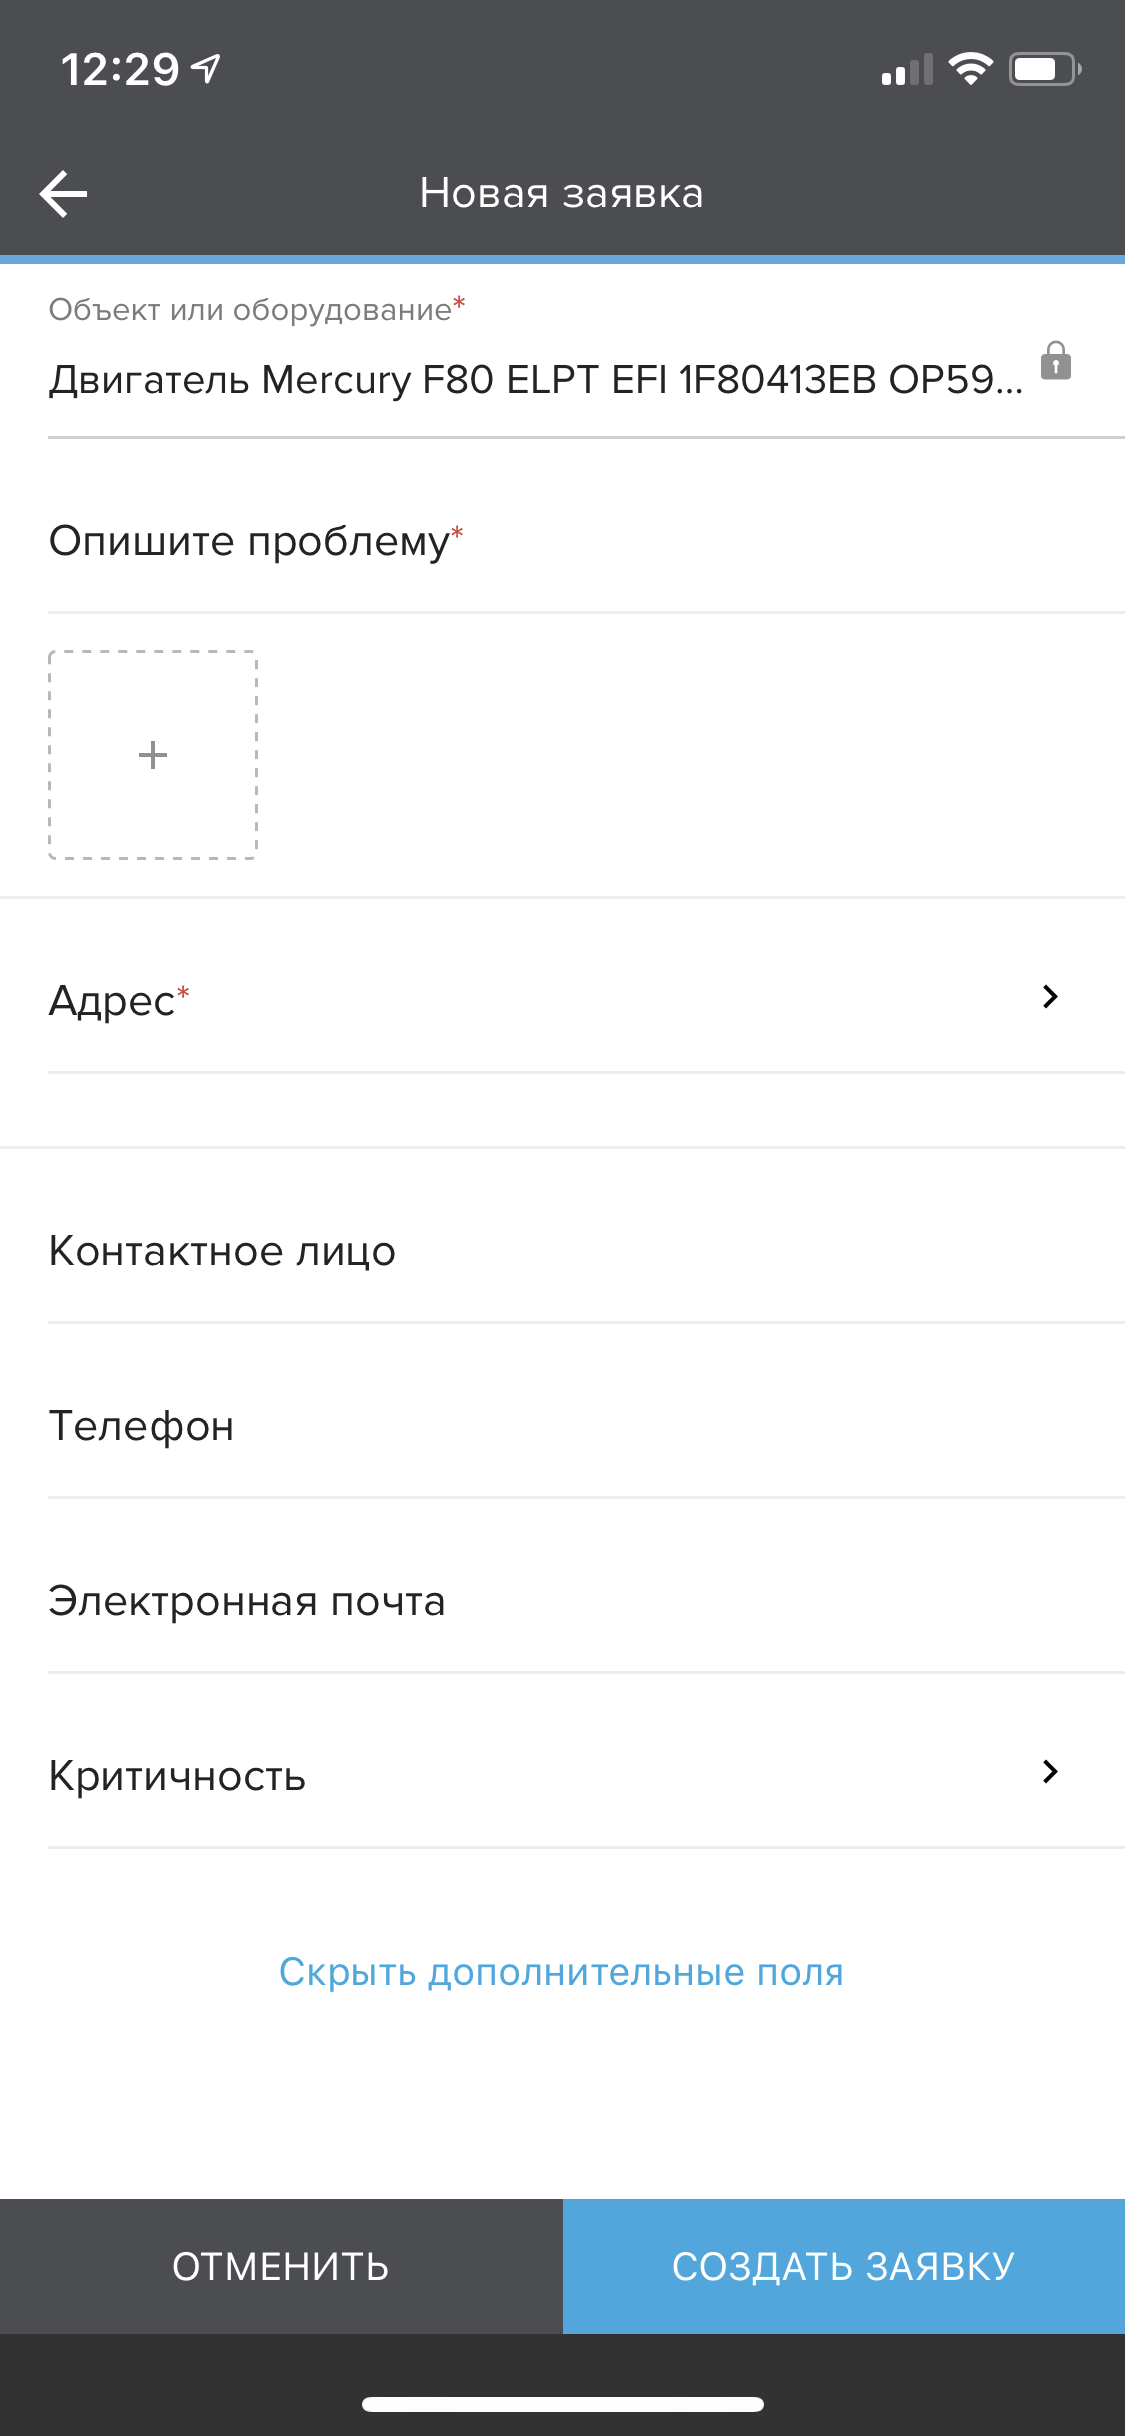 12:29
Новая заявка
Объект или оборудование*
Двигатель Mercury F80 ELPT EFI 1F80413EB OP59...
Опишите проблему*
+
Адрес*
Контактное лицо
Телефон
Электронная почта
Критичность
Скрыть дополнительные поля
ОТМЕНИТЬ
СОЗДАТЬ ЗАЯВКУ